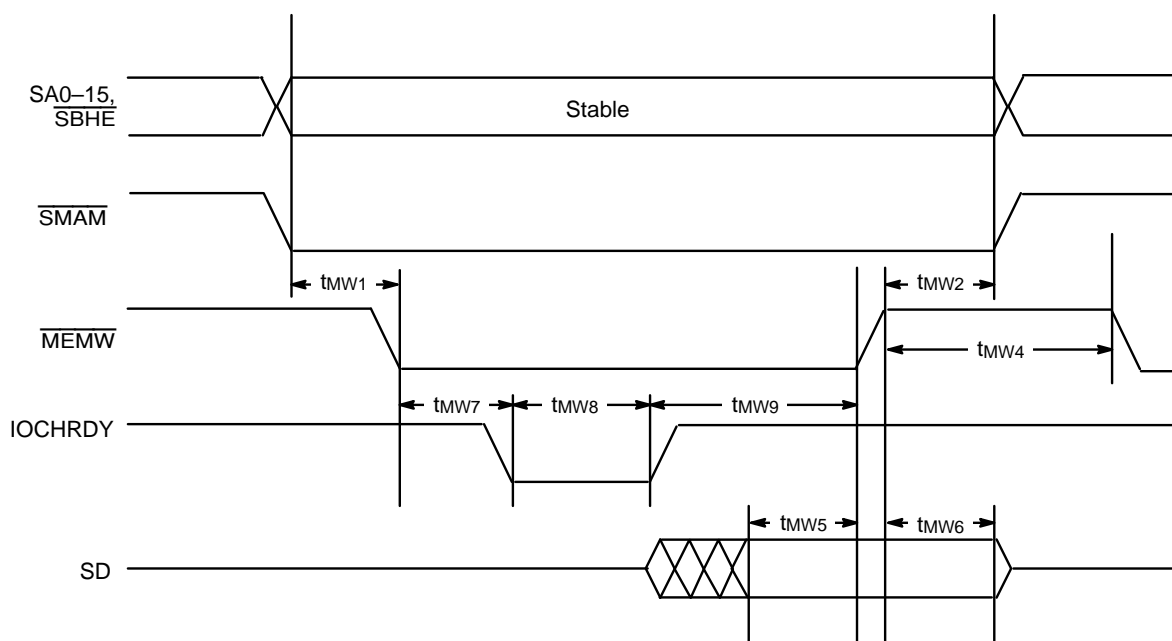 SA0–15,
SBHE
Stable
SMAM
tMW1
tMW2
MEMW
tMW4
tMW7
tMW8
tMW9
IOCHRDY
tMW5
tMW6
SD